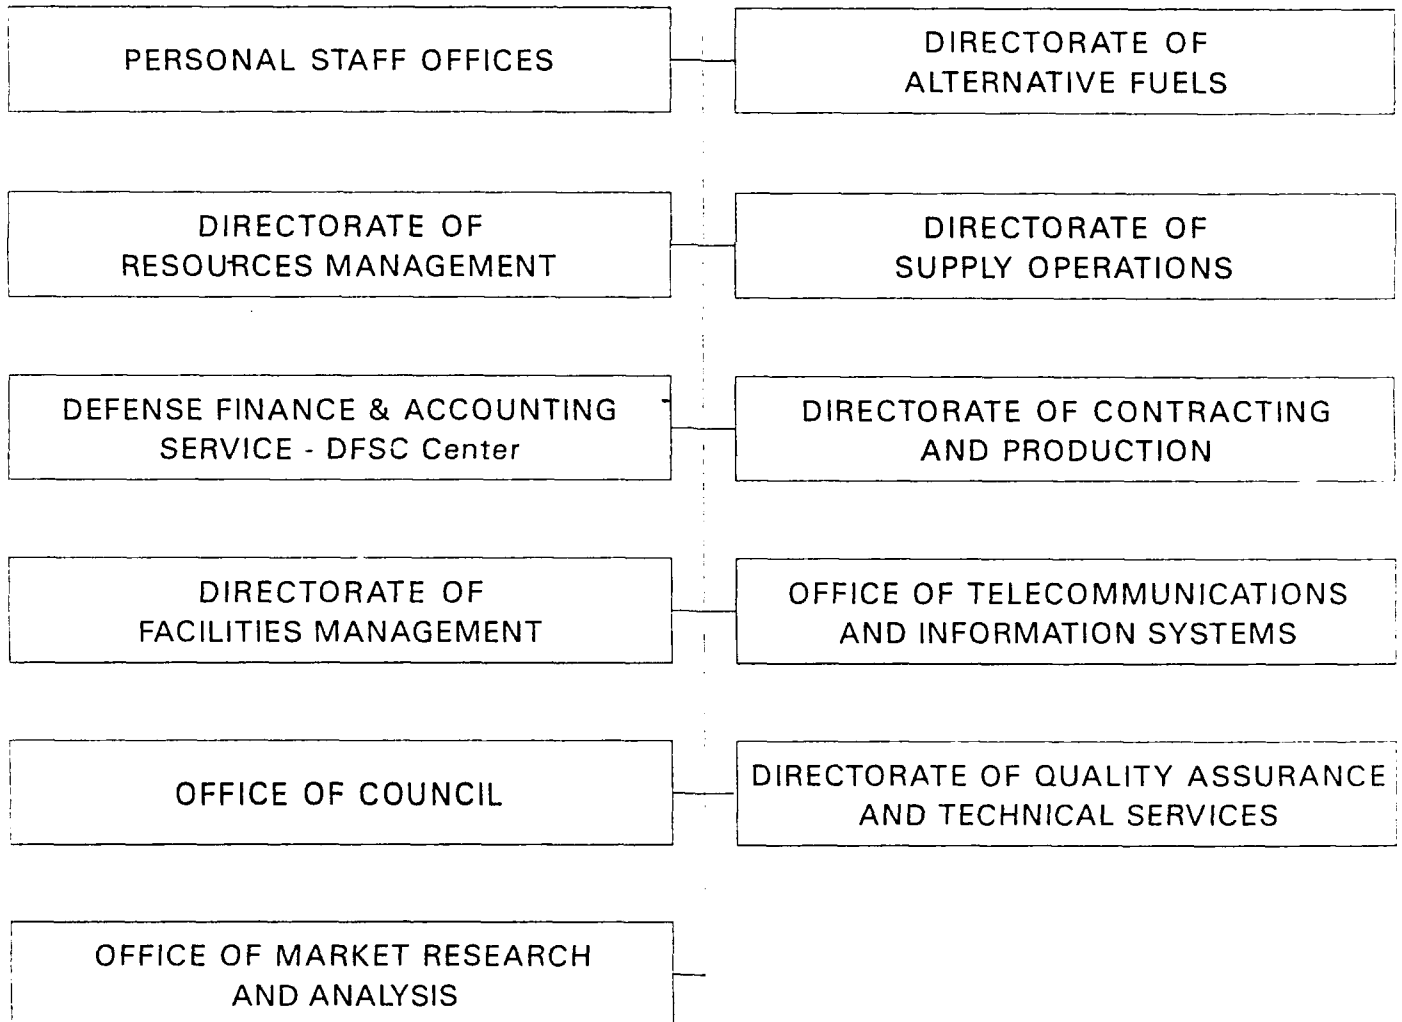 PERSONAL STAFF OFFICES
DIRECTORATE OF
ALTERNATIVE FUELS
DIRECTORATE OF
RESOURCES MANAGEMENT
DIRECTORATE OF
SUPPLY OPERATIONS
DEFENSE FINANCE & ACCOUNTING
SERVICE - DFSC Center
DIRECTORATE OF CONTRACTING
AND PRODUCTION
DIRECTORATE OF
FACILITIES MANAGEMENT
OFFICE OF TELECOMMUNICATIONS
AND INFORMATION SYSTEMS
OFFICE OF COUNCIL
DIRECTORATE OF QUALITY ASSURANCE
AND TECHNICAL SERVICES
OFFICE OF MARKET RESEARCH
AND ANALYSIS